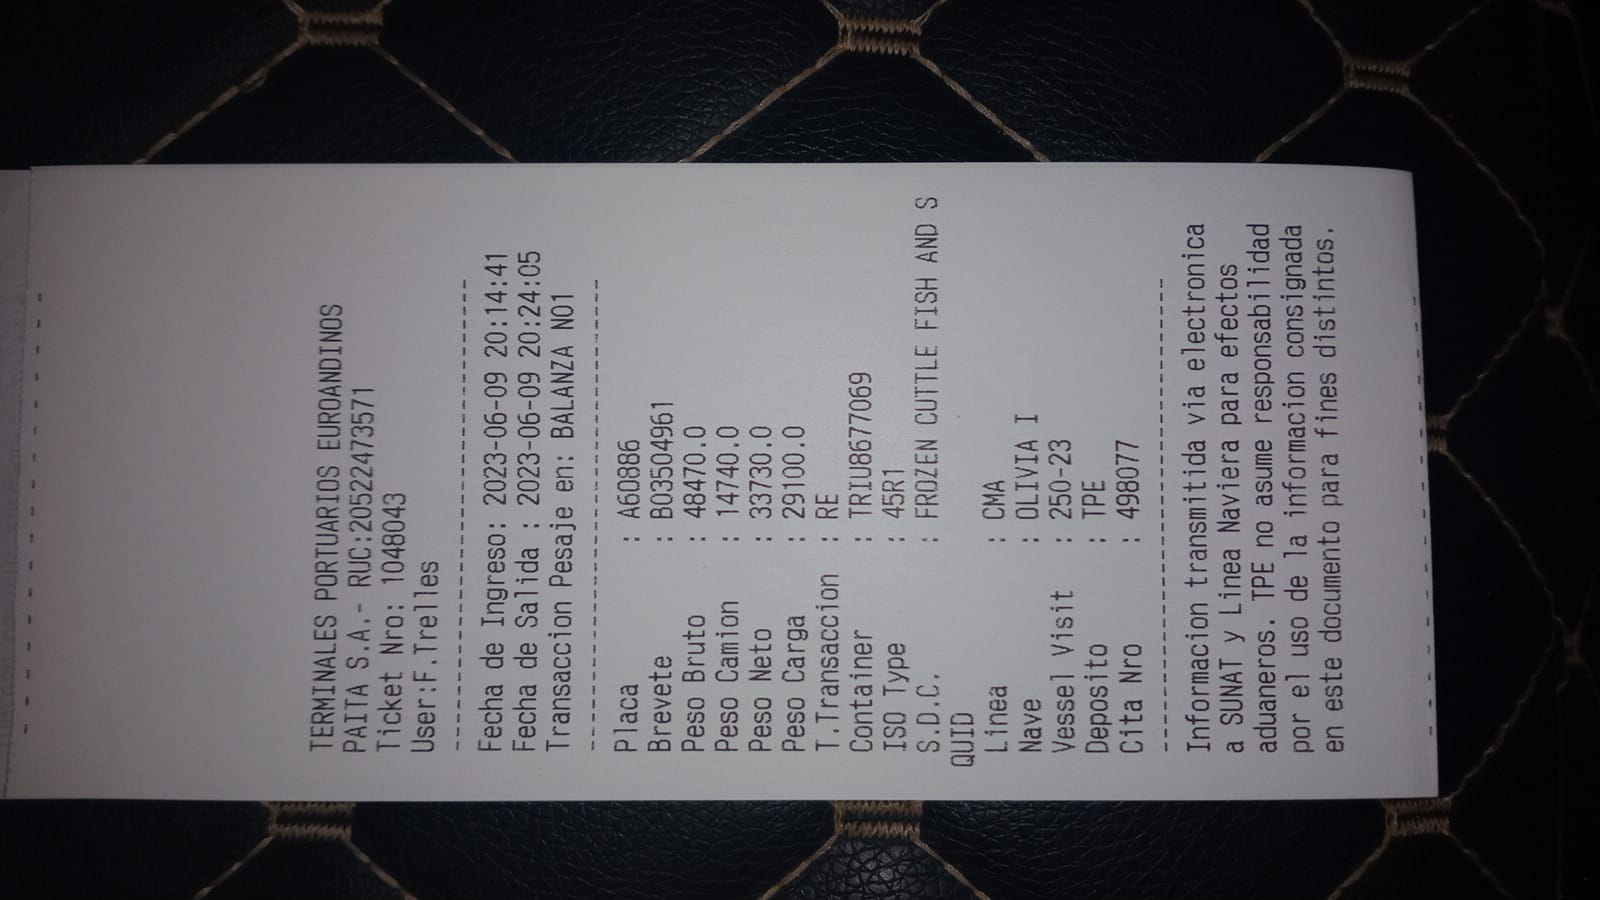 TERMINALES PORTUARIOS EUROANDINOS
PAITA S.A.- RUC:20522473571
Ticket Nro: 1048043
User:F.Trelles
Fecha de Ingreso: 2023-06-09 20:14:41
Fecha de Salida : 2023-06-09 20:24:05
Transaccion Pesaje en: BALANZA NO1
Placa : A60886
Brevete : B03504961
Peso Bruto : 48470.0
Peso Camion : 14740.0
Peso Neto : 33730.0
Peso Carga : 29100.0
T.Transaccion : RE
Container : TRIU8677069
ISO Type : 45R1
S.D.C. : FROZEN CUTTLE FISH AND S
QUID
Linea : CMA
Nave : OLIVIA I
Vessel Visit : 250-23
Deposito : TPE
Cita Nro : 498077
Informacion transmitida via electronica
a SUNAT y Linea Naviera para efectos
aduaneros. TPE no asume responsabilidad
por el uso de la informacion consignada
en este documento para fines distintos.